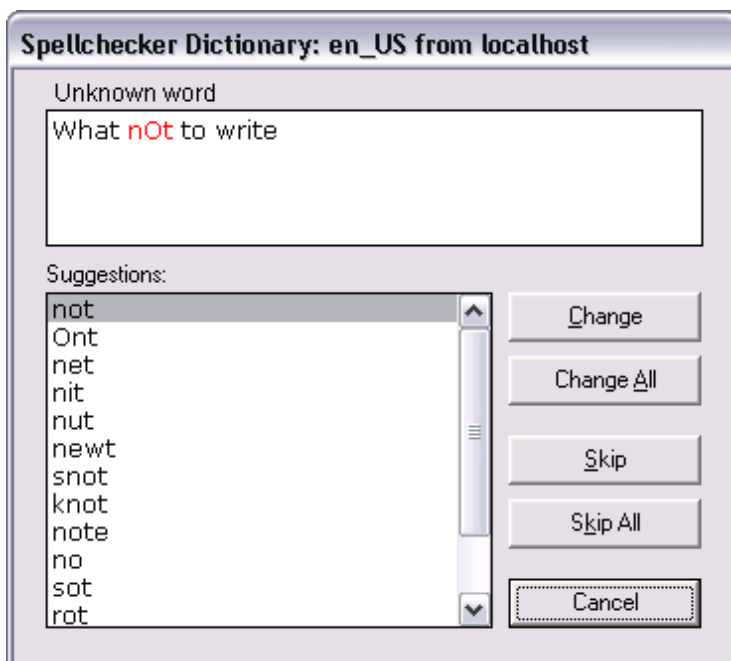 Spellchecker Dictionary: en_US from localhost
Unknown word
What nOt to write
Suggestions:
not
Ont
net
nit
nut
newt
snot
knot
note
no
sot
rot
Change
Change All
Skip
Skip All
Cancel